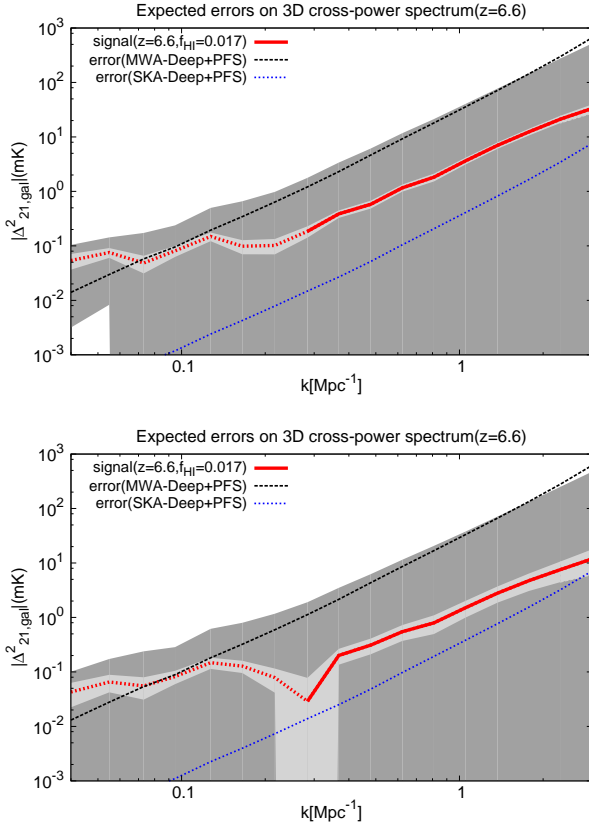 Expected errors on 3D cross-power spectrum(z=6.6)
signal(z=6.6,f_HI=0.017)
error(MWA-Deep+PFS)
error(SKA-Deep+PFS)
|Δ²_21,gal|(mK)
10³
10²
10¹
10⁰
10⁻¹
10⁻²
10⁻³
0.1 1
k[Mpc⁻¹]
Expected errors on 3D cross-power spectrum(z=6.6)
signal(z=6.6,f_HI=0.017)
error(MWA-Deep+PFS)
error(SKA-Deep+PFS)
|Δ²_21,gal|(mK)
10³
10²
10¹
10⁰
10⁻¹
10⁻²
10⁻³
0.1 1
k[Mpc⁻¹]